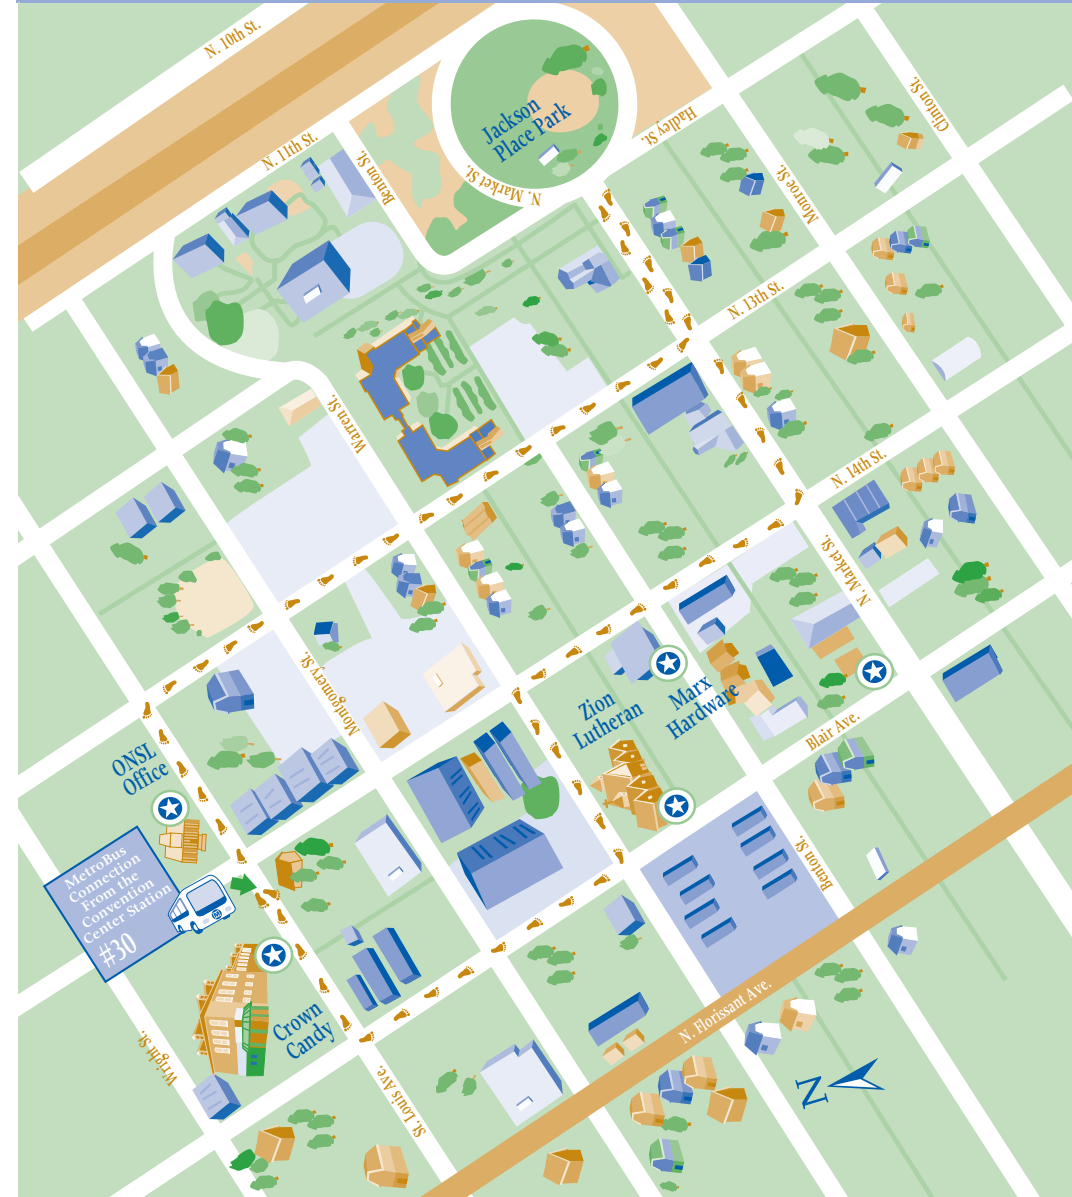 N. 10th St.
N. 11th St.
Benton St.
Jackson
Place Park
N. Market St.
Hadley St.
Clinton St.
Monroe St.
N. 13th St.
Warren St.
N. 14th St.
N. Market St.
Montgomery St.
Zion
Lutheran
Marx
Hardware
Blair Ave.
ONSL
Office
MetroBus
Connection
From the
Convention
Center Station
#30
Benton St.
Crown
Candy
N. Florissant Ave.
Wright St.
St. Louis Ave.
N